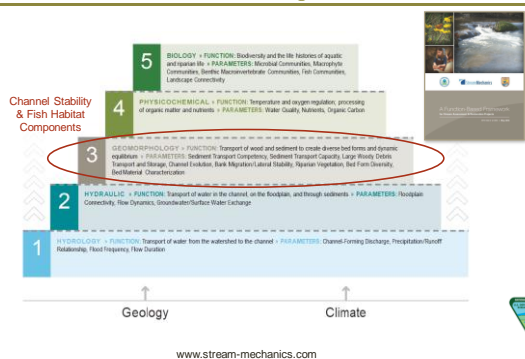 5
BIOLOGY » FUNCTION: Biodiversity and the life histories of aquatic
and riparian life » PARAMETERS: Microbial Communities, Macrophyte
Communities, Benthic Macroinvertebrate Communities, Fish Communities,
Landscape Connectivity
Channel Stability
& Fish Habitat
Components
4
PHYSICOCHEMICAL » FUNCTION: Temperature and oxygen regulation; processing
of organic matter and nutrients » PARAMETERS: Water Quality, Nutrients, Organic Carbon
3
GEOMORPHOLOGY » FUNCTION: Transport of wood and sediment to create diverse bed forms and dynamic
equilibrium » PARAMETERS: Sediment Transport Competency, Sediment Transport Capacity, Large Woody Debris
Transport and Storage, Channel Evolution, Bank Migration/Lateral Stability, Riparian Vegetation, Bed Form Diversity,
Bed Material Characterization
2
HYDRAULIC » FUNCTION: Transport of water in the channel, on the floodplain, and through sediments » PARAMETERS: Floodplain
Connectivity, Flow Dynamics, Groundwater/Surface Water Exchange
1
HYDROLOGY » FUNCTION: Transport of water from the watershed to the channel » PARAMETERS: Channel-Forming Discharge, Precipitation/Runoff
Relationship, Flood Frequency, Flow Duration
Geology
Climate
A Function-Based Framework
www.stream-mechanics.com